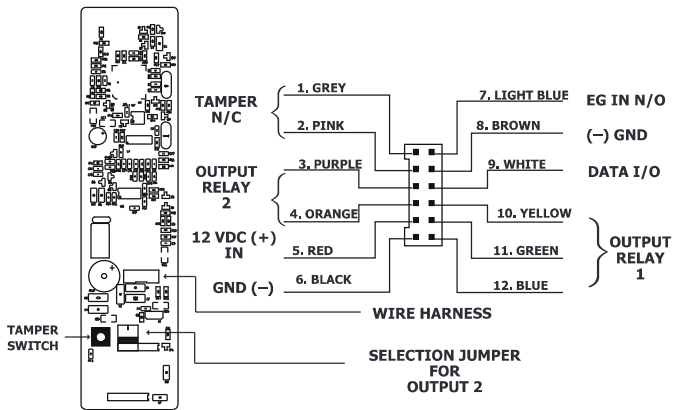 TAMPER
N/C
1. GREY
2. PINK
OUTPUT
RELAY
2
3. PURPLE
4. ORANGE
12 VDC (+)
IN
5. RED
GND (−)
6. BLACK
7. LIGHT BLUE
EG IN N/O
8. BROWN
(−) GND
9. WHITE
DATA I/O
10. YELLOW
11. GREEN
12. BLUE
OUTPUT
RELAY
1
WIRE HARNESS
TAMPER
SWITCH
SELECTION JUMPER
FOR
OUTPUT 2